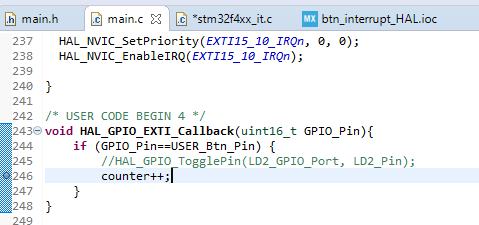 main.h main.c *stm32f4xx_it.c MX btn_interrupt_HAL.ioc
237 HAL_NVIC_SetPriority(EXTI15_10_IRQn, 0, 0);
238 HAL_NVIC_EnableIRQ(EXTI15_10_IRQn);
239
240 }
241
242 /* USER CODE BEGIN 4 */
243 void HAL_GPIO_EXTI_Callback(uint16_t GPIO_Pin){
244 if (GPIO_Pin==USER_Btn_Pin) {
245 //HAL_GPIO_TogglePin(LD2_GPIO_Port, LD2_Pin);
246 counter++;
247 }
248 }
249